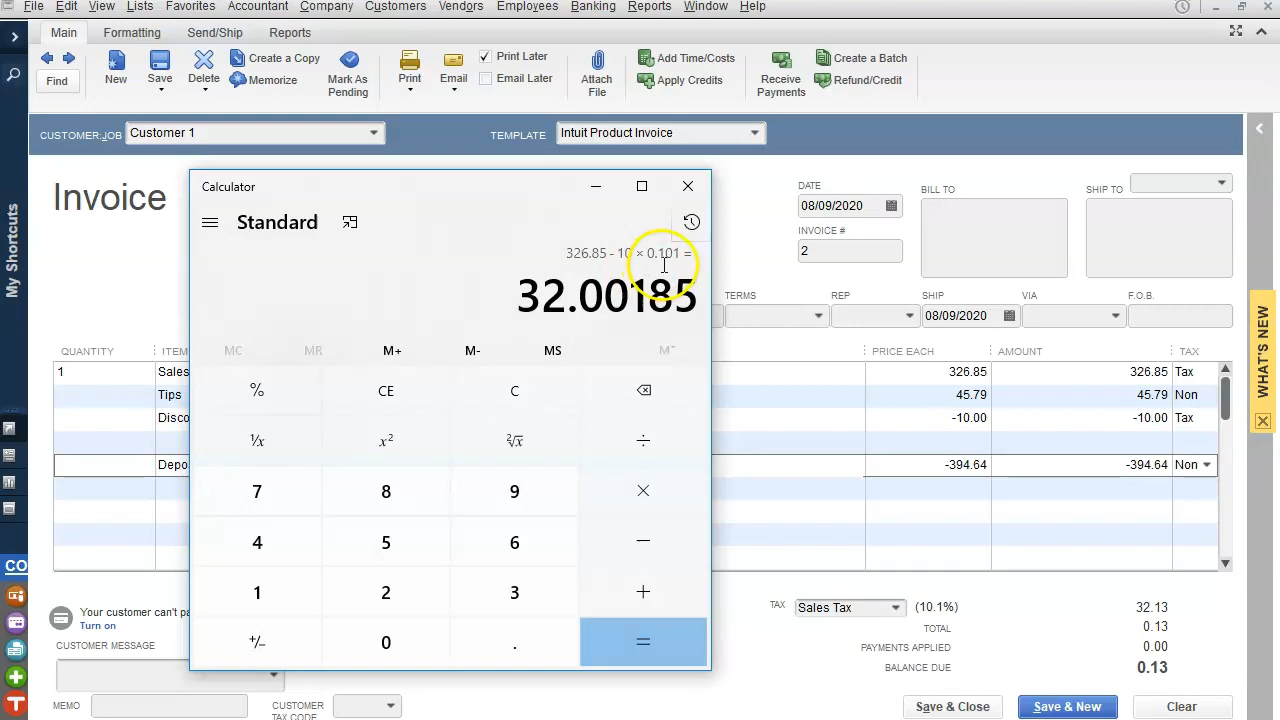 File Edit View Lists Favorites Accountant Company Customers Vendors Employees Banking Reports Window Help
Main Formatting Send/Ship Reports
Find New Save Delete Create a Copy Memorize Mark As Pending Print Email Print Later Email Later Attach File Add Time/Costs Apply Credits Receive Payments Create a Batch Refund/Credit
CUSTOMER:JOB Customer 1 TEMPLATE Intuit Product Invoice
My Shortcuts
Invoice
DATE 08/09/2020
INVOICE # 2
BILL TO
SHIP TO
TERMS REP SHIP 08/09/2020 VIA F.O.B.
Calculator
Standard
326.85 - 10 × 0.101 =
32.00185
MC MR M+ M- MS
% CE C
¹/x x² ²√x ÷
7 8 9 ×
4 5 6 −
1 2 3 +
+/− 0 . =
QUANTITY ITEM PRICE EACH AMOUNT TAX
1 Sales 326.85 326.85 Tax
Tips 45.79 45.79 Non
Disco -10.00 -10.00 Tax
Depo -394.64 -394.64 Non
WHAT'S NEW
CO
Your customer can't pa
Turn on
CUSTOMER MESSAGE
MEMO CUSTOMER TAX CODE
TAX Sales Tax (10.1%) 32.13
TOTAL 0.13
PAYMENTS APPLIED 0.00
BALANCE DUE 0.13
Save & Close Save & New Clear